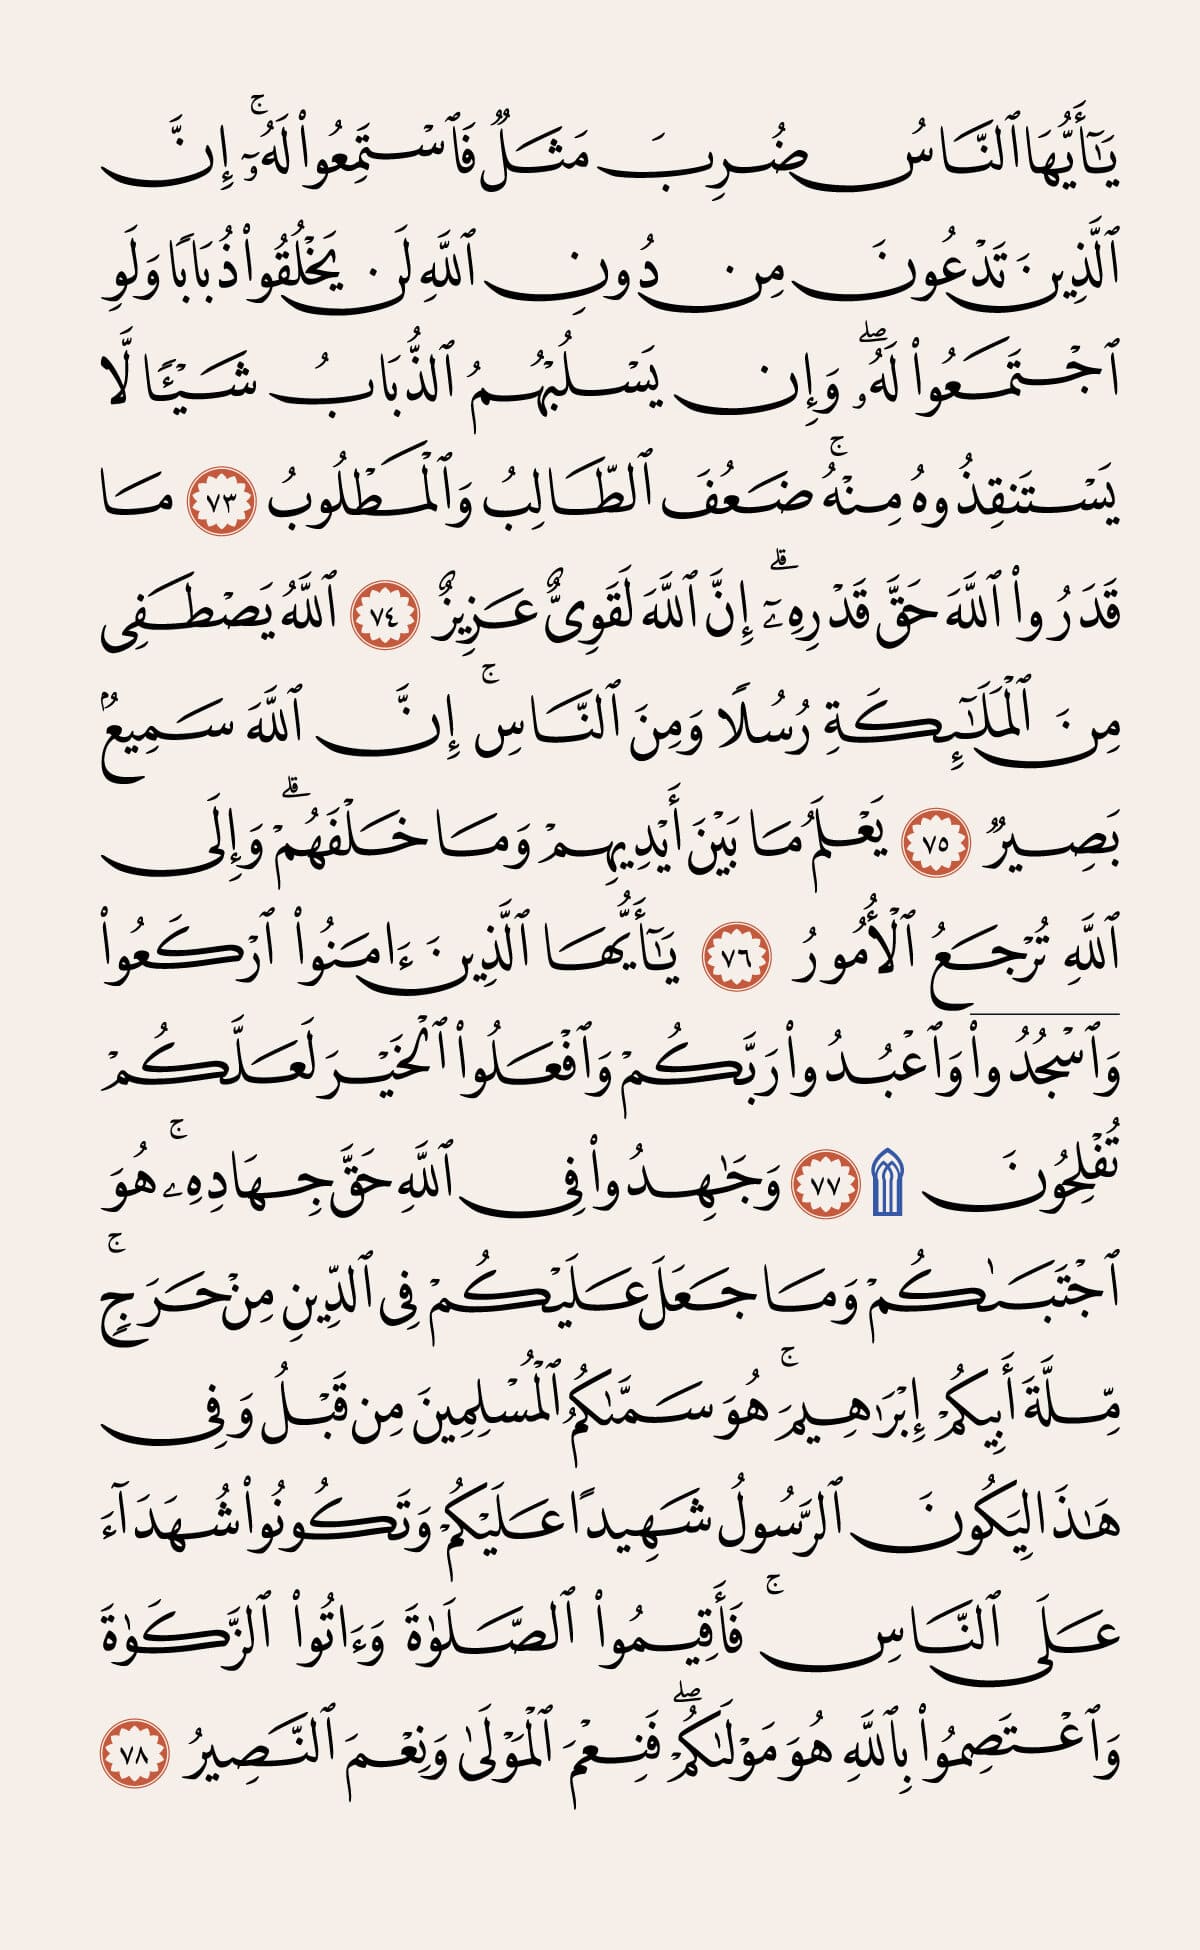 يَٰٓأَيُّهَا ٱلنَّاسُ ضُرِبَ مَثَلٌ فَٱسْتَمِعُوا۟ لَهُۥٓ ۚ إِنَّ
ٱلَّذِينَ تَدْعُونَ مِن دُونِ ٱللَّهِ لَن يَخْلُقُوا۟ ذُبَابًا وَلَوِ
ٱجْتَمَعُوا۟ لَهُۥ ۖ وَإِن يَسْلُبْهُمُ ٱلذُّبَابُ شَيْـًٔا لَّا
يَسْتَنقِذُوهُ مِنْهُ ۚ ضَعُفَ ٱلطَّالِبُ وَٱلْمَطْلُوبُ ٧٣ مَا
قَدَرُوا۟ ٱللَّهَ حَقَّ قَدْرِهِۦٓ ۗ إِنَّ ٱللَّهَ لَقَوِىٌّ عَزِيزٌ ٧٤ ٱللَّهُ يَصْطَفِى
مِنَ ٱلْمَلَٰٓئِكَةِ رُسُلًا وَمِنَ ٱلنَّاسِ ۚ إِنَّ ٱللَّهَ سَمِيعٌۢ
بَصِيرٌ ٧٥ يَعْلَمُ مَا بَيْنَ أَيْدِيهِمْ وَمَا خَلْفَهُمْ ۗ وَإِلَى
ٱللَّهِ تُرْجَعُ ٱلْأُمُورُ ٧٦ يَٰٓأَيُّهَا ٱلَّذِينَ ءَامَنُوا۟ ٱرْكَعُوا۟
وَٱسْجُدُوا۟ وَٱعْبُدُوا۟ رَبَّكُمْ وَٱفْعَلُوا۟ ٱلْخَيْرَ لَعَلَّكُمْ
تُفْلِحُونَ ۩ ٧٧ وَجَٰهِدُوا۟ فِى ٱللَّهِ حَقَّ جِهَادِهِۦ ۚ هُوَ
ٱجْتَبَىٰكُمْ وَمَا جَعَلَ عَلَيْكُمْ فِى ٱلدِّينِ مِنْ حَرَجٍ ۚ
مِّلَّةَ أَبِيكُمْ إِبْرَٰهِيمَ ۚ هُوَ سَمَّىٰكُمُ ٱلْمُسْلِمِينَ مِن قَبْلُ وَفِى
هَٰذَا لِيَكُونَ ٱلرَّسُولُ شَهِيدًا عَلَيْكُمْ وَتَكُونُوا۟ شُهَدَآءَ
عَلَى ٱلنَّاسِ ۚ فَأَقِيمُوا۟ ٱلصَّلَوٰةَ وَءَاتُوا۟ ٱلزَّكَوٰةَ
وَٱعْتَصِمُوا۟ بِٱللَّهِ هُوَ مَوْلَىٰكُمْ ۖ فَنِعْمَ ٱلْمَوْلَىٰ وَنِعْمَ ٱلنَّصِيرُ ٧٨